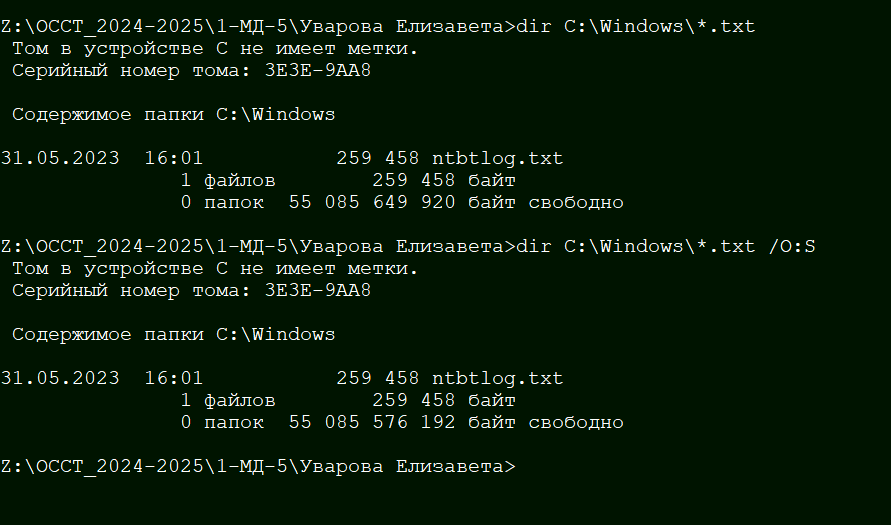 Z:\ОССТ_2024-2025\1-МД-5\Уварова Елизавета>dir C:\Windows\*.txt
Том в устройстве C не имеет метки.
Серийный номер тома: 3E3E-9AA8
Содержимое папки C:\Windows
31.05.2023  16:01           259 458 ntbtlog.txt
1 файлов        259 458 байт
0 папок  55 085 649 920 байт свободно
Z:\ОССТ_2024-2025\1-МД-5\Уварова Елизавета>dir C:\Windows\*.txt /O:S
Том в устройстве C не имеет метки.
Серийный номер тома: 3E3E-9AA8
Содержимое папки C:\Windows
31.05.2023  16:01           259 458 ntbtlog.txt
1 файлов        259 458 байт
0 папок  55 085 576 192 байт свободно
Z:\ОССТ_2024-2025\1-МД-5\Уварова Елизавета>